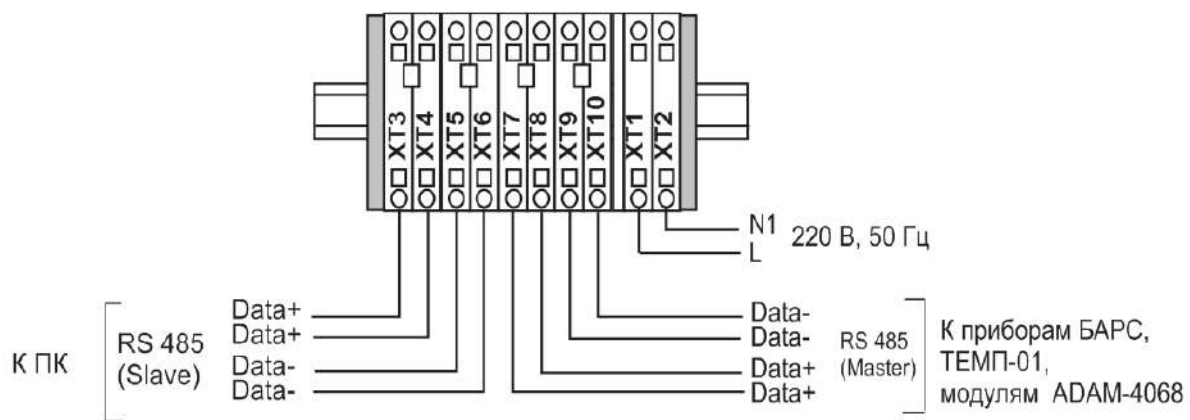 XT3 XT4 XT5 XT6 XT7 XT8 XT9 XT10 XT1 XT2
N1
L
220 В, 50 Гц
К ПК
RS 485
(Slave)
Data+
Data+
Data-
Data-
Data-
Data-
Data+
Data+
RS 485
(Master)
К приборам БАРС,
ТЕМП-01,
модулям ADAM-4068